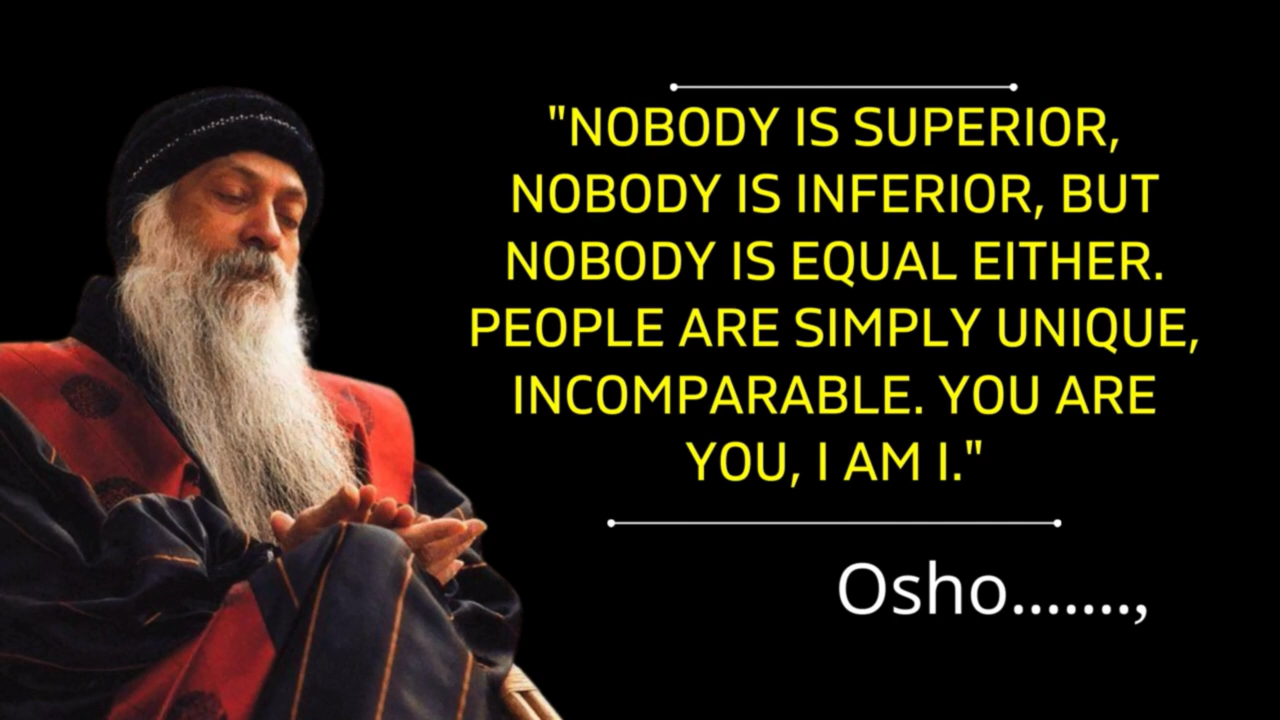 "NOBODY IS SUPERIOR,
NOBODY IS INFERIOR, BUT
NOBODY IS EQUAL EITHER.
PEOPLE ARE SIMPLY UNIQUE,
INCOMPARABLE. YOU ARE
YOU, I AM I."
Osho.......,